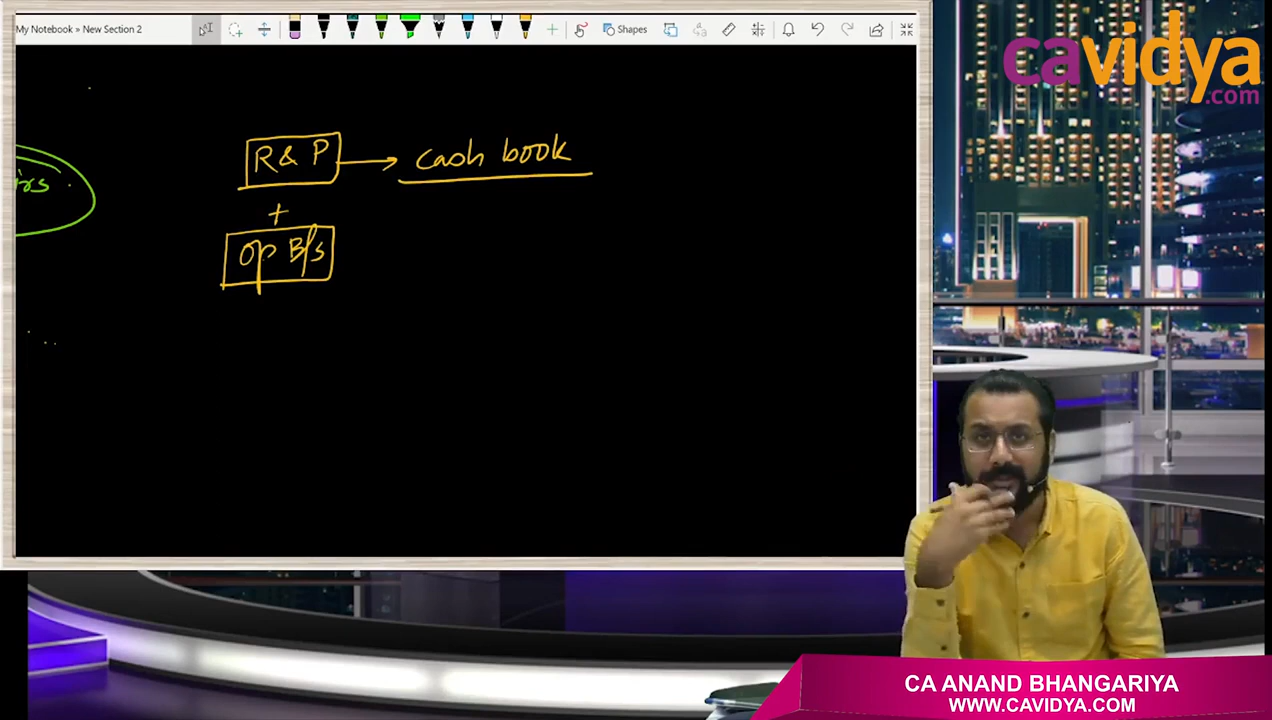 My Notebook » New Section 2
Shapes
cavidya
.com
R & P → cash book
+
Op B/s
CA ANAND BHANGARIYA
WWW.CAVIDYA.COM